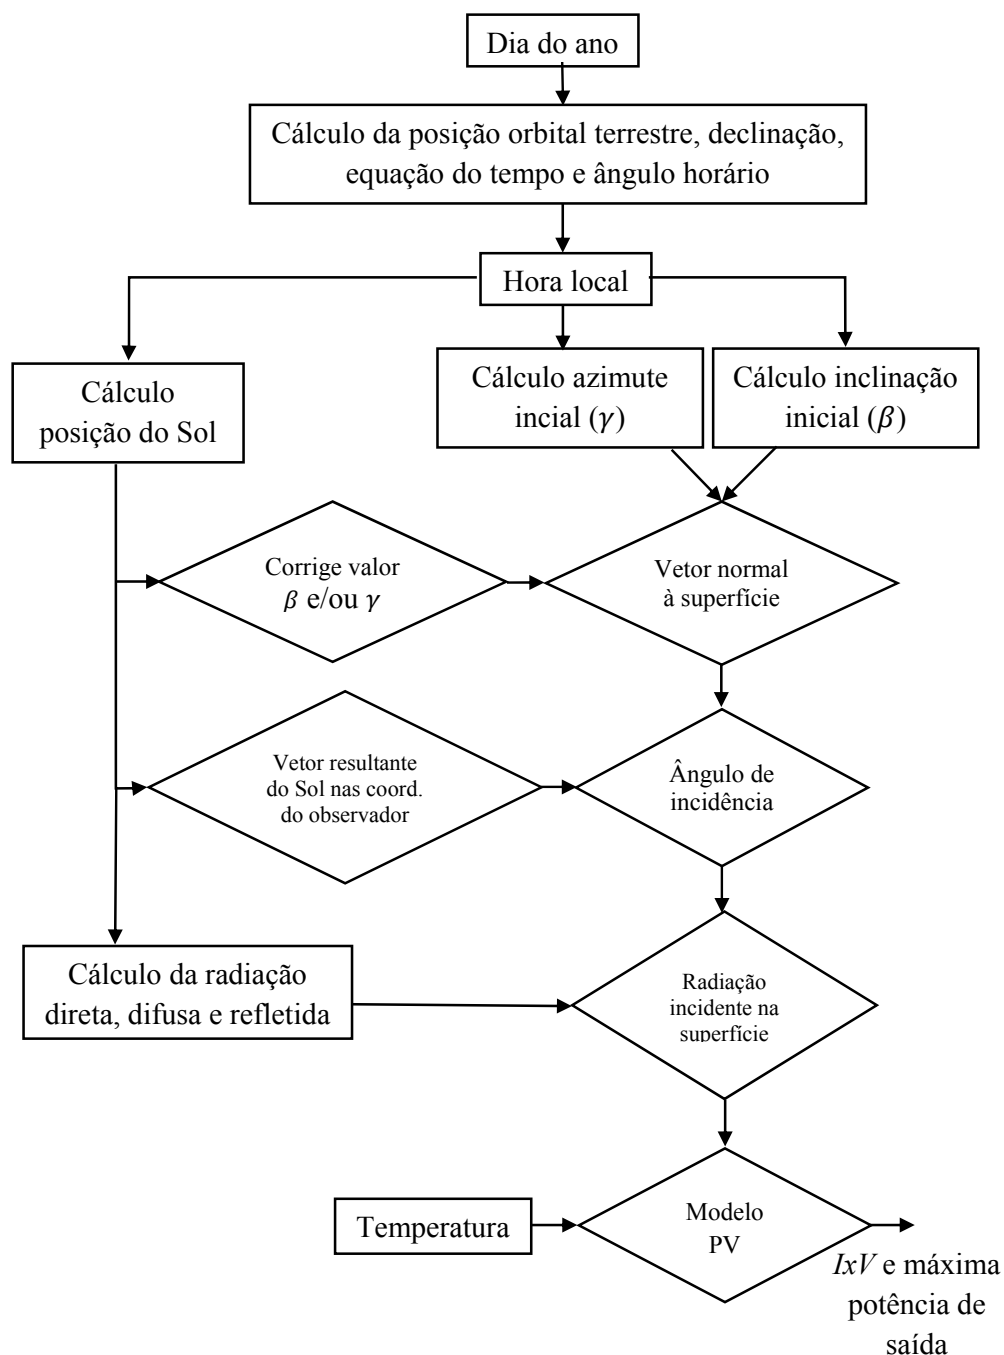 Dia do ano
Cálculo da posição orbital terrestre, declinação,
equação do tempo e ângulo horário
Hora local
Cálculo
posição do Sol
Cálculo azimute
incial (γ)
Cálculo inclinação
inicial (β)
Corrige valor
β e/ou γ
Vetor normal
à superfície
Vetor resultante
do Sol nas coord.
do observador
Ângulo de
incidência
Cálculo da radiação
direta, difusa e refletida
Radiação
incidente na
superfície
Temperatura
Modelo
PV
IxV e máxima
potência de
saída